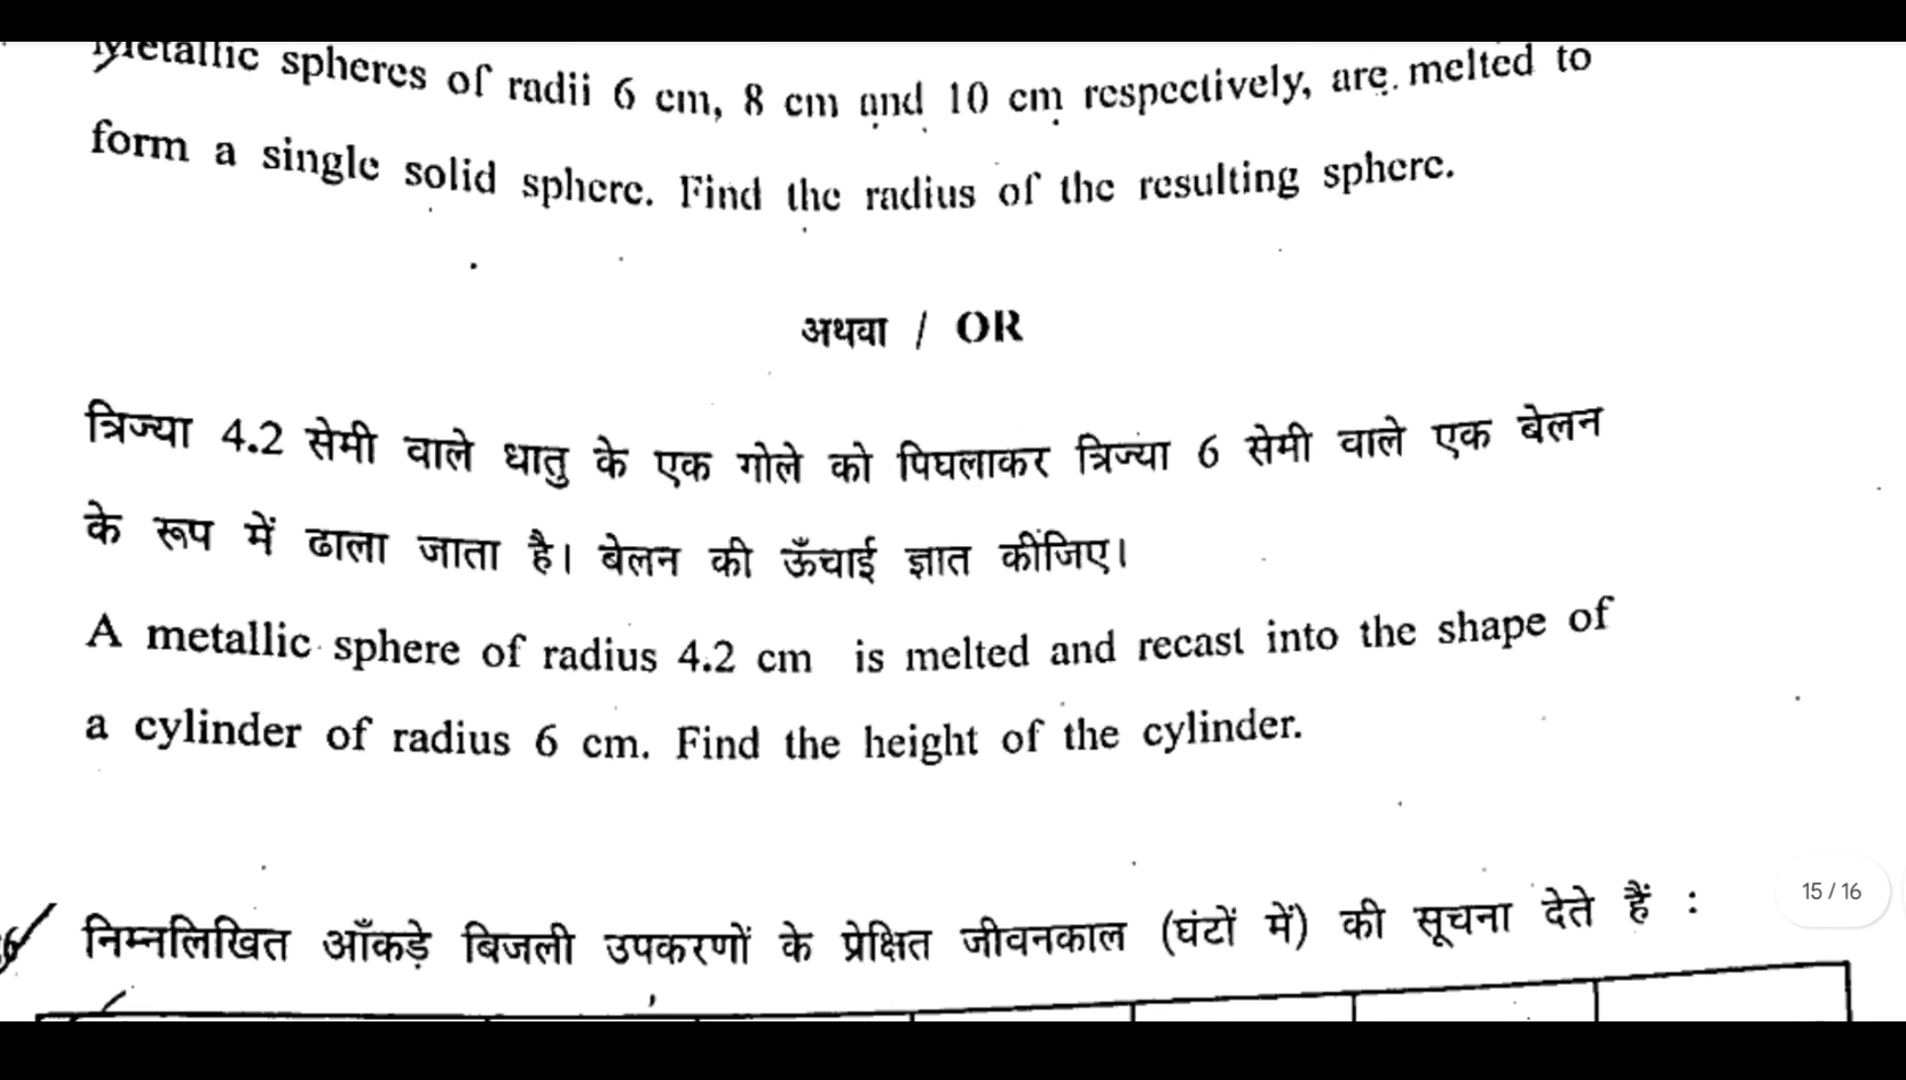 Metallic spheres of radii 6 cm, 8 cm and 10 cm respectively, are melted to
form a single solid sphere. Find the radius of the resulting sphere.
अथवा / OR
त्रिज्या 4.2 सेमी वाले धातु के एक गोले को पिघलाकर त्रिज्या 6 सेमी वाले एक बेलन
के रूप में ढाला जाता है। बेलन की ऊँचाई ज्ञात कीजिए।
A metallic sphere of radius 4.2 cm is melted and recast into the shape of
a cylinder of radius 6 cm. Find the height of the cylinder.
15 / 16
निम्नलिखित आँकड़े बिजली उपकरणों के प्रेक्षित जीवनकाल (घंटों में) की सूचना देते हैं :